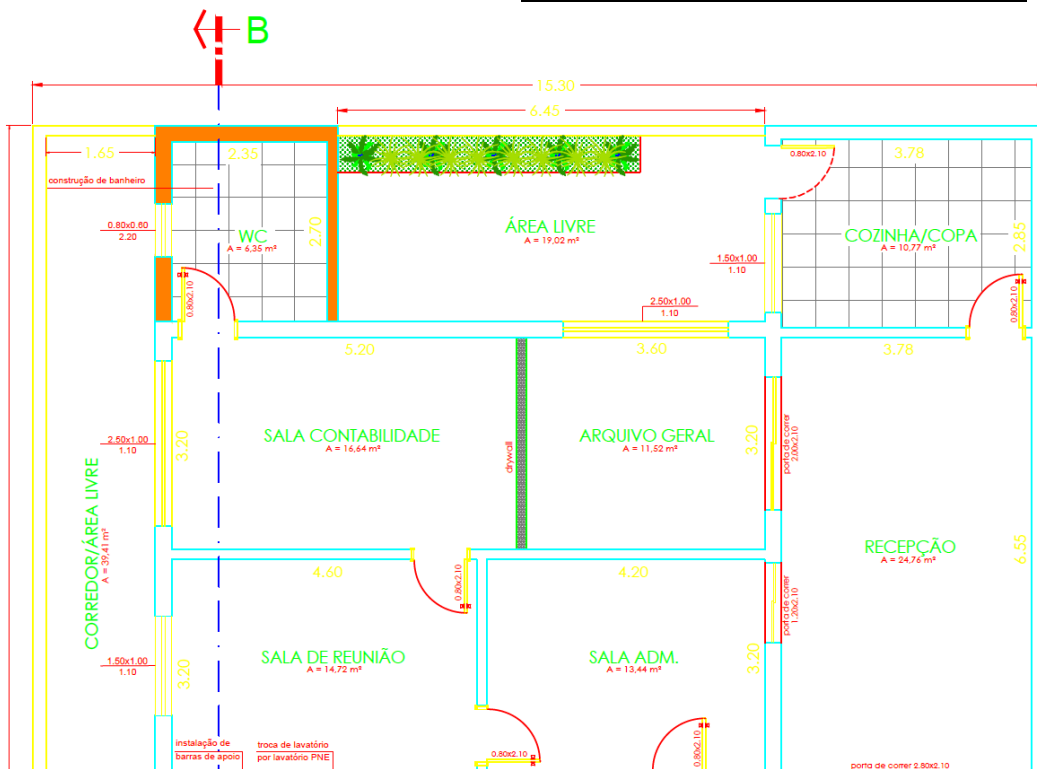 B
15.30
6.45
1.65
2.35
3.78
0.80x2.10
construção de banheiro
0.80x0.60
2.20
WC
A = 6,35 m²
2.70
ÁREA LIVRE
A = 19,02 m²
COZINHA/COPA
A = 10,77 m²
2.85
1.50x1.00
1.10
0.80x2.10
2.50x1.00
1.10
0.80x2.10
5.20
3.60
3.78
SALA CONTABILIDADE
A = 16,64 m²
3.20
2.50x1.00
1.10
drywall
ARQUIVO GERAL
A = 11,52 m²
3.20
porta de correr
2.00x2.10
CORREDOR/ÁREA LIVRE
A = 39,41 m²
RECEPÇÃO
A = 24,76 m²
6.55
4.60
0.80x2.10
4.20
porta de correr
1.20x2.10
SALA DE REUNIÃO
A = 14,72 m²
3.20
1.50x1.00
1.10
SALA ADM.
A = 13,44 m²
3.20
instalação de
barras de apoio
troca de lavatório
por lavatório PNE
0.80x2.10
0.80x2.10
porta de correr 2.80x2.10